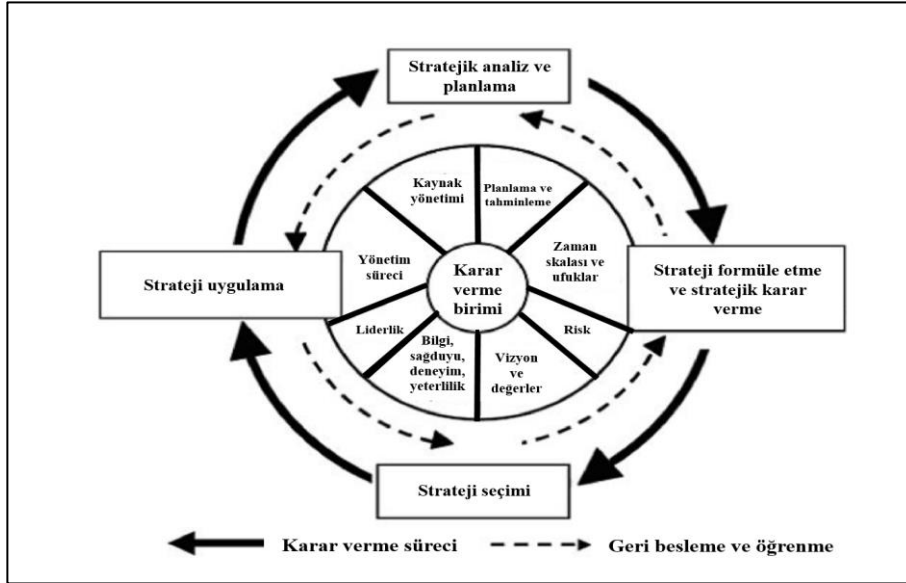 Stratejik analiz ve
planlama
Kaynak
yönetimi
Planlama ve
tahminleme
Yönetim
süreci
Karar
verme
birimi
Zaman
skalası ve
ufuklar
Strateji uygulama
Strateji formüle etme
ve stratejik karar
verme
Liderlik
Bilgi,
sağduyu,
deneyim,
yeterlilik
Vizyon
ve
değerler
Risk
Strateji seçimi
Karar verme süreci
Geri besleme ve öğrenme